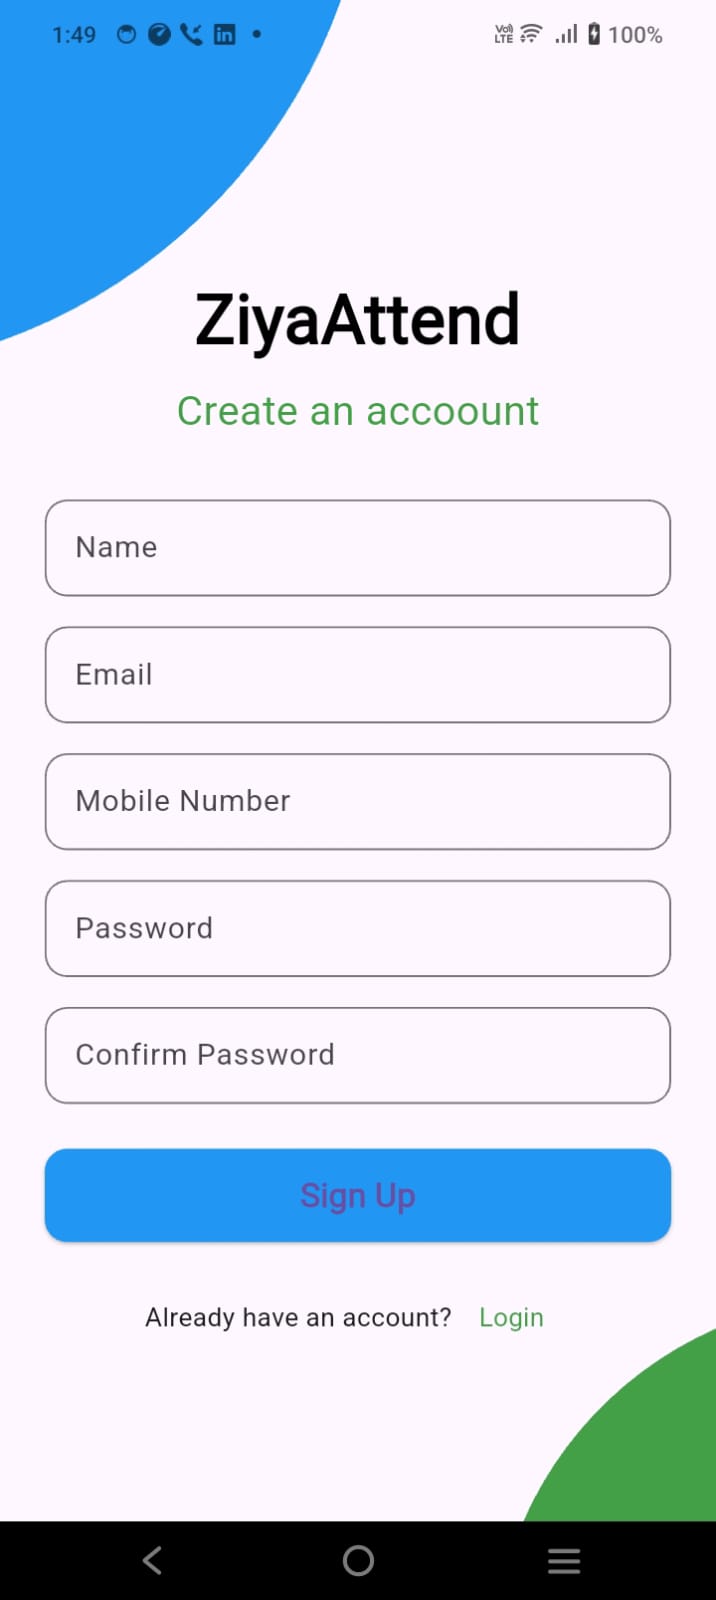 1:49 Vo) LTE 100%
ZiyaAttend
Create an accoount
Name
Email
Mobile Number
Password
Confirm Password
Sign Up
Already have an account? Login